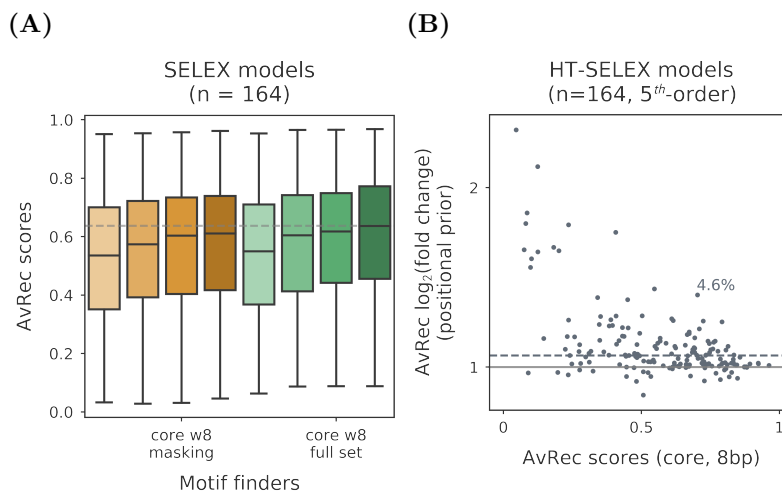 (A)
SELEX models
(n = 164)
AvRec scores
1.0
0.8
0.6
0.4
0.2
0.0
core w8
masking
core w8
full set
Motif finders
(B)
HT-SELEX models
(n=164, 5th-order)
AvRec log2(fold change)
(positional prior)
2
1
4.6%
0
0.5
1
AvRec scores (core, 8bp)